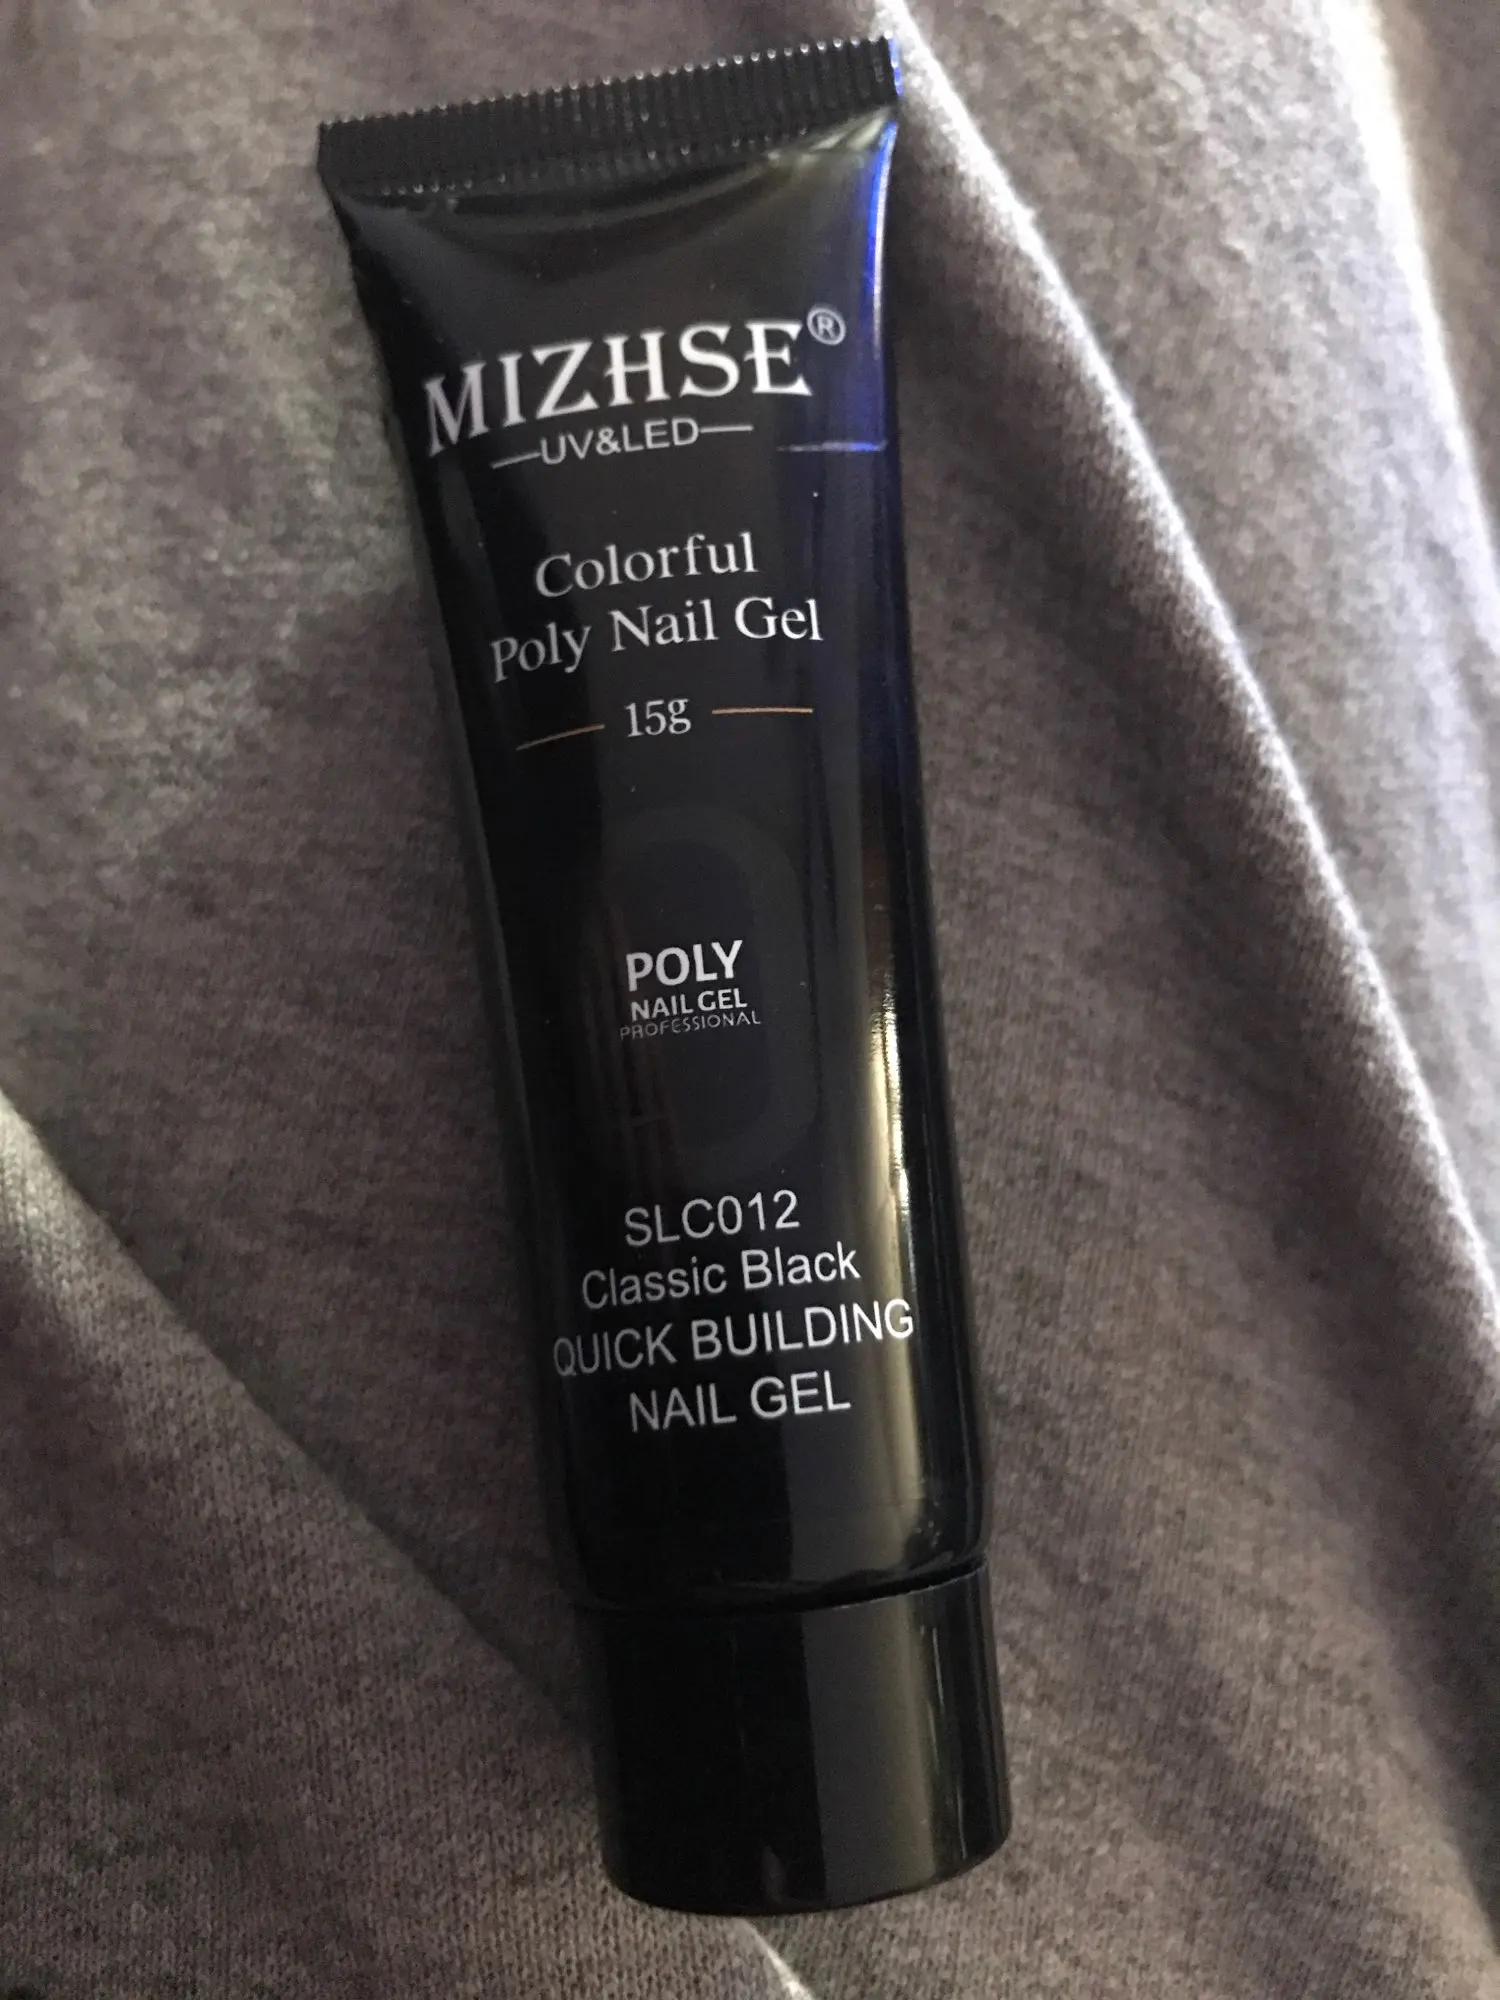 MIZHSE®
UV&LED
Colorful
Poly Nail Gel
15g
POLY
NAIL GEL
PROFESSIONAL
SLC012
Classic Black
QUICK BUILDING
NAIL GEL